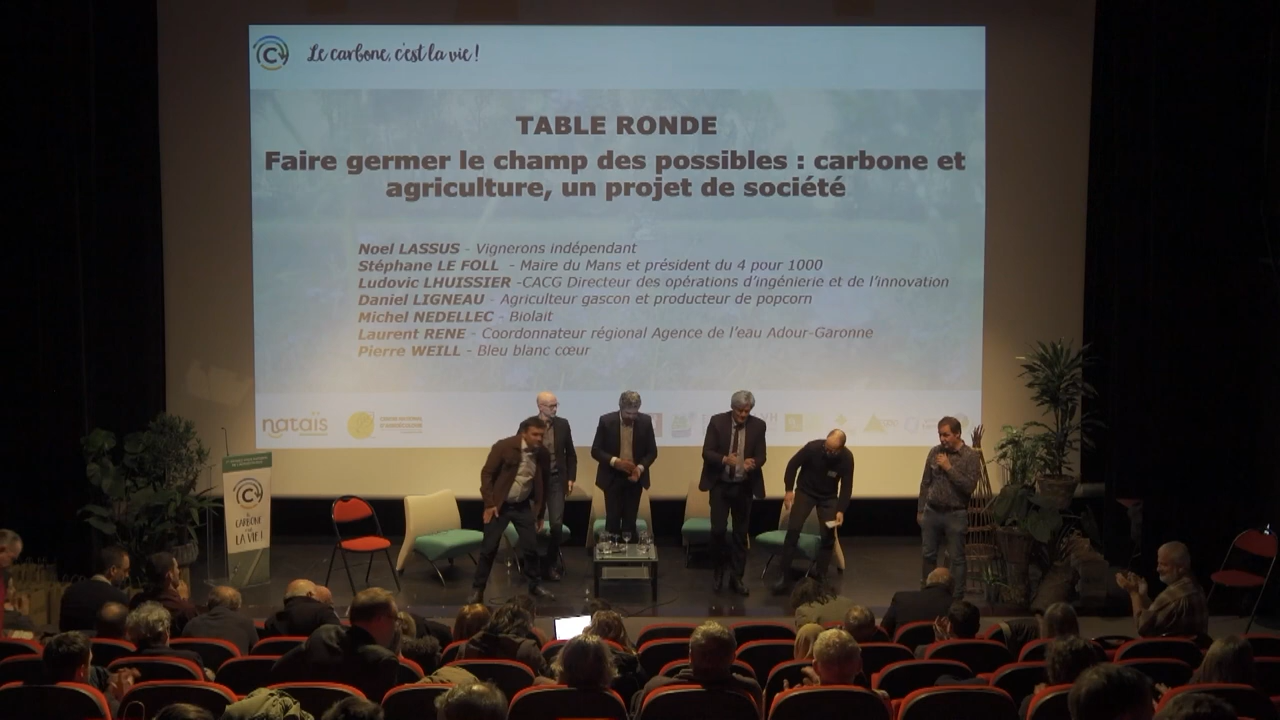 Le carbone, c'est la vie !
TABLE RONDE
Faire germer le champ des possibles : carbone et
agriculture, un projet de société
Noel LASSUS - Vignerons indépendant
Stéphane LE FOLL - Maire du Mans et président du 4 pour 1000
Ludovic LHUISSIER -CACG Directeur des opérations d'ingénierie et de l'innovation
Daniel LIGNEAU - Agriculteur gascon et producteur de popcorn
Michel NEDELLEC - Biolait
Laurent RENE - Coordonnateur régional Agence de l'eau Adour-Garonne
Pierre WEILL - Bleu blanc cœur
nataïs
C
CARBONE
LA VIE !